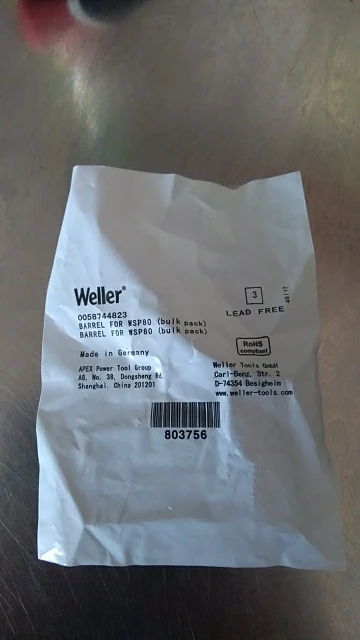 Weller®
3
46/17
LEAD FREE
0058744823
BARREL FOR WSP80 (bulk pack)
BARREL FOR WSP80 (bulk pack)
RoHS
compliant
Made in Germany
APEX Power Tool Group
A8, No. 38, Dongsheng Rd.
Shanghai. China 201201
Weller Tools GmbH
Carl-Benz. Str. 2
D-74354 Besigheim
www.weller-tools.com
803756